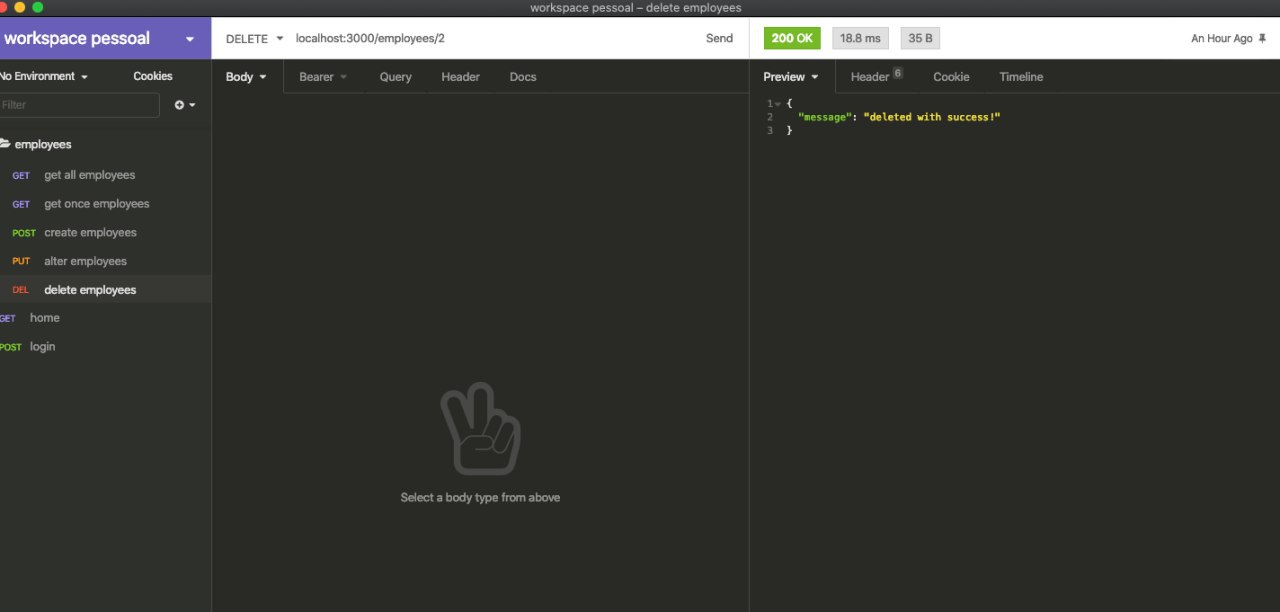 workspace pessoal – delete employees
workspace pessoal
DELETE localhost:3000/employees/2 Send
200 OK 18.8 ms 35 B An Hour Ago
No Environment Cookies
Body Bearer Query Header Docs
Preview Header 6 Cookie Timeline
Filter
employees
GET get all employees
GET get once employees
POST create employees
PUT alter employees
DEL delete employees
GET home
POST login
Select a body type from above
1 {
2 "message": "deleted with success!"
3 }